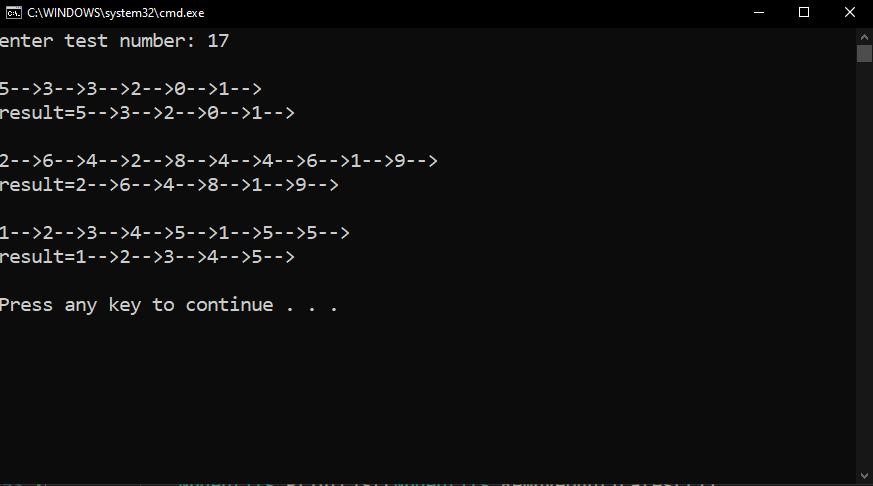 C:\WINDOWS\system32\cmd.exe
enter test number: 17
5-->3-->3-->2-->0-->1-->
result=5-->3-->2-->0-->1-->
2-->6-->4-->2-->8-->4-->4-->6-->1-->9-->
result=2-->6-->4-->8-->1-->9-->
1-->2-->3-->4-->5-->1-->5-->5-->
result=1-->2-->3-->4-->5-->
Press any key to continue . . .